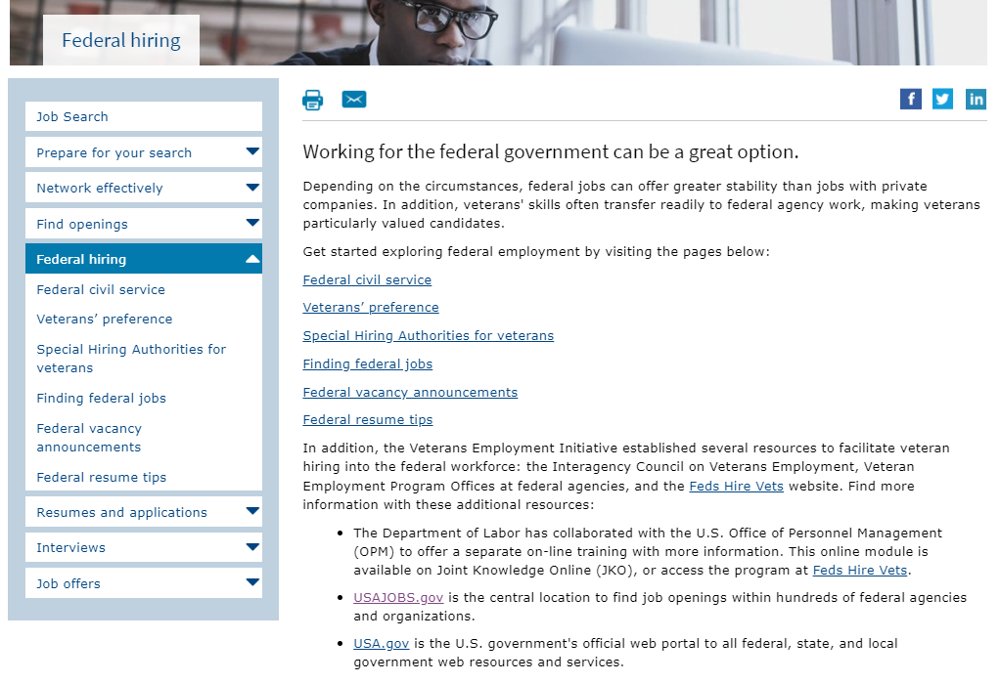 Federal hiring
Job Search
Prepare for your search
Network effectively
Find openings
Federal hiring
Federal civil service
Veterans’ preference
Special Hiring Authorities for
veterans
Finding federal jobs
Federal vacancy
announcements
Federal resume tips
Resumes and applications
Interviews
Job offers
Working for the federal government can be a great option.
Depending on the circumstances, federal jobs can offer greater stability than jobs with private
companies. In addition, veterans' skills often transfer readily to federal agency work, making veterans
particularly valued candidates.
Get started exploring federal employment by visiting the pages below:
Federal civil service
Veterans’ preference
Special Hiring Authorities for veterans
Finding federal jobs
Federal vacancy announcements
Federal resume tips
In addition, the Veterans Employment Initiative established several resources to facilitate veteran
hiring into the federal workforce: the Interagency Council on Veterans Employment, Veteran
Employment Program Offices at federal agencies, and the Feds Hire Vets website. Find more
information with these additional resources:
• The Department of Labor has collaborated with the U.S. Office of Personnel Management
(OPM) to offer a separate on-line training with more information. This online module is
available on Joint Knowledge Online (JKO), or access the program at Feds Hire Vets.
• USAJOBS.gov is the central location to find job openings within hundreds of federal agencies
and organizations.
• USA.gov is the U.S. government's official web portal to all federal, state, and local
government web resources and services.